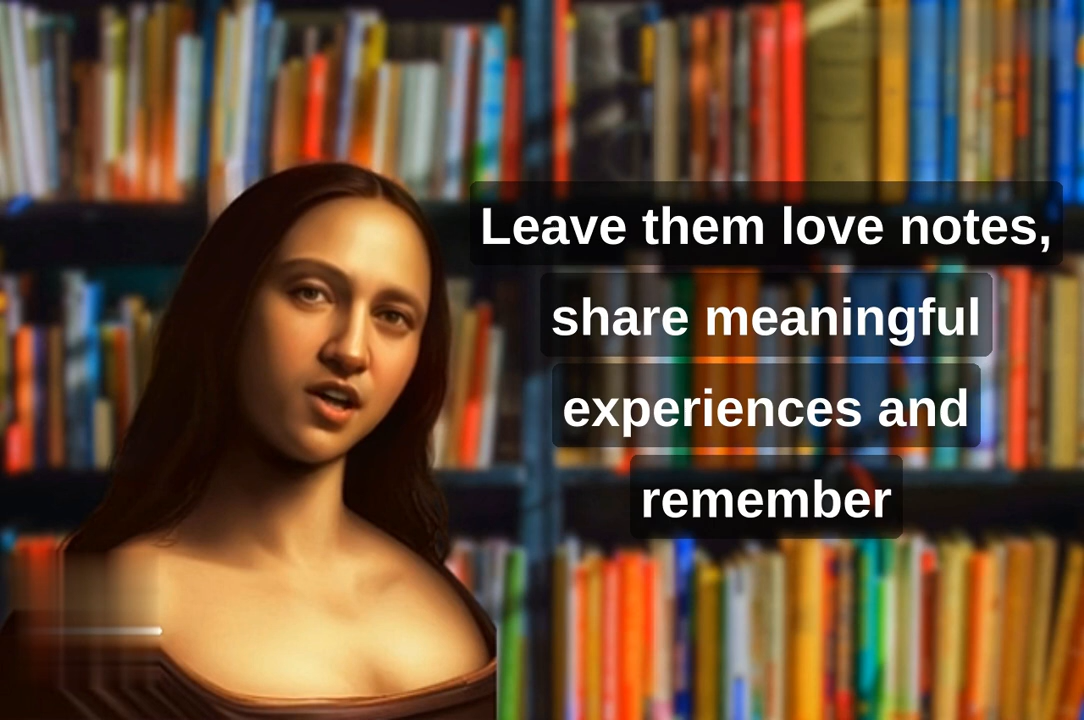 Leave them love notes,
share meaningful
experiences and
remember